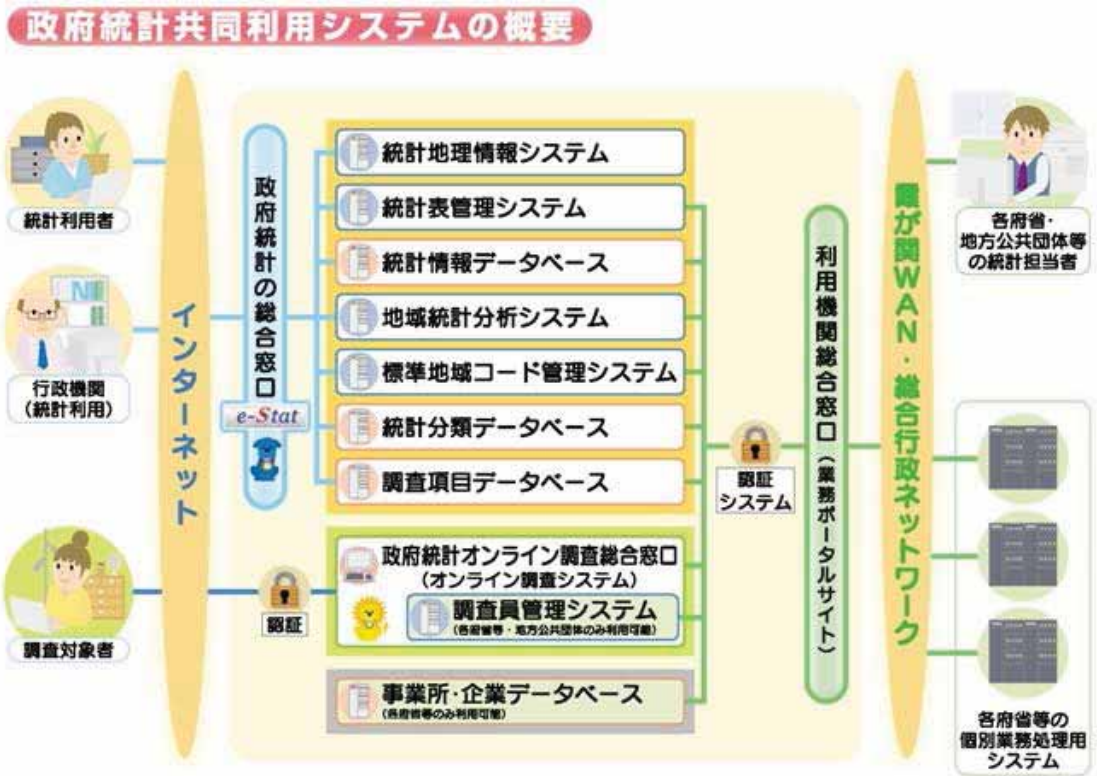 政府統計共同利用システムの概要
統計利用者
行政機関
（統計利用）
調査対象者
インターネット
政府統計の総合窓口
e-Stat
統計地理情報システム
統計表管理システム
統計情報データベース
地域統計分析システム
標準地域コード管理システム
統計分類データベース
調査項目データベース
認証
政府統計オンライン調査総合窓口
（オンライン調査システム）
調査員管理システム
（各府省等・地方公共団体のみ利用可能）
事業所・企業データベース
（各府省等のみ利用可能）
認証
システム
利用機関総合窓口（業務ポータルサイト）
霞が関WAN・総合行政ネットワーク
各府省・
地方公共団体等
の統計担当者
各府省等の
個別業務処理用
システム